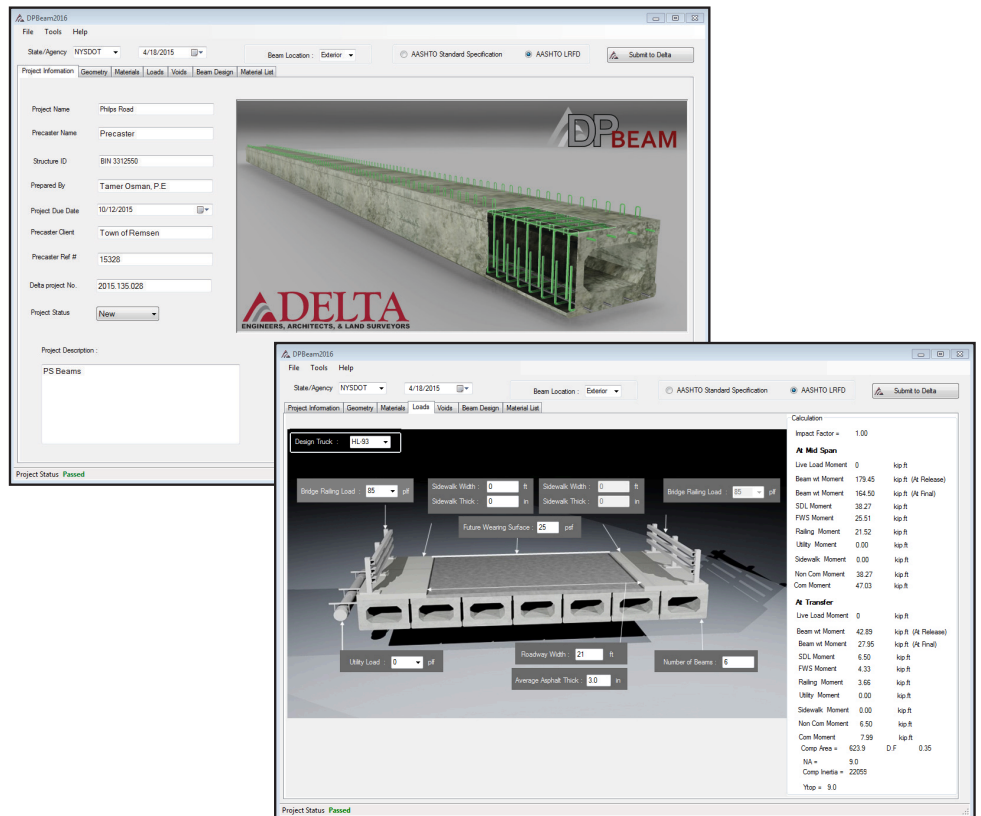 DPBeam2016
File Tools Help
State/Agency NYSDOT 4/18/2015 Beam Location : Exterior AASHTO Standard Specification AASHTO LRFD Submit to Delta
Project Information Geometry Materials Loads Voids Beam Design Material List
Project Name Philps Road
Precaster Name Precaster
Structure ID BIN 3312550
Prepared By Tamer Osman, P.E
Project Due Date 10/12/2015
Precaster Client Town of Remsen
Precaster Ref # 15328
Delta project No. 2015.135.028
Project Status New
Project Description :
PS Beams
DPBEAM
DELTA
ENGINEERS, ARCHITECTS, & LAND SURVEYORS
Project Status Passed
DPBeam2016
File Tools Help
State/Agency NYSDOT 4/18/2015 Beam Location : Exterior AASHTO Standard Specification AASHTO LRFD Submit to Delta
Project Information Geometry Materials Loads Voids Beam Design Material List
Design Truck : HL-93
Bridge Railing Load : 85 plf
Sidewalk Width : 0 ft
Sidewalk Thick : 0 in
Sidewalk Width : 0 ft
Sidewalk Thick : 0 in
Bridge Railing Load : 85 plf
Future Wearing Surface : 25 psf
Utility Load : 0 plf
Roadway Width : 21 ft
Average Asphalt Thick : 3.0 in
Number of Beams : 6
Calculation
Impact Factor = 1.00
At Mid Span
Live Load Moment 0 kip.ft
Beam wt Moment 179.45 kip.ft (At Release)
Beam wt Moment 164.50 kip.ft (At Final)
SDL Moment 38.27 kip.ft
FWS Moment 25.51 kip.ft
Railing Moment 21.52 kip.ft
Utility Moment 0.00 kip.ft
Sidewalk Moment 0.00 kip.ft
Non Com Moment 38.27 kip.ft
Com Moment 47.03 kip.ft
At Transfer
Live Load Moment 0 kip.ft
Beam wt Moment 42.89 kip.ft (At Release)
Beam wt Moment 27.95 kip.ft (At Final)
SDL Moment 6.50 kip.ft
FWS Moment 4.33 kip.ft
Railing Moment 3.66 kip.ft
Utility Moment 0.00 kip.ft
Sidewalk Moment 0.00 kip.ft
Non Com Moment 6.50 kip.ft
Com Moment 7.99 kip.ft
Comp Area = 623.9 D.F 0.35
NA = 9.0
Comp Inertia = 22055
Ytop = 9.0
Project Status Passed